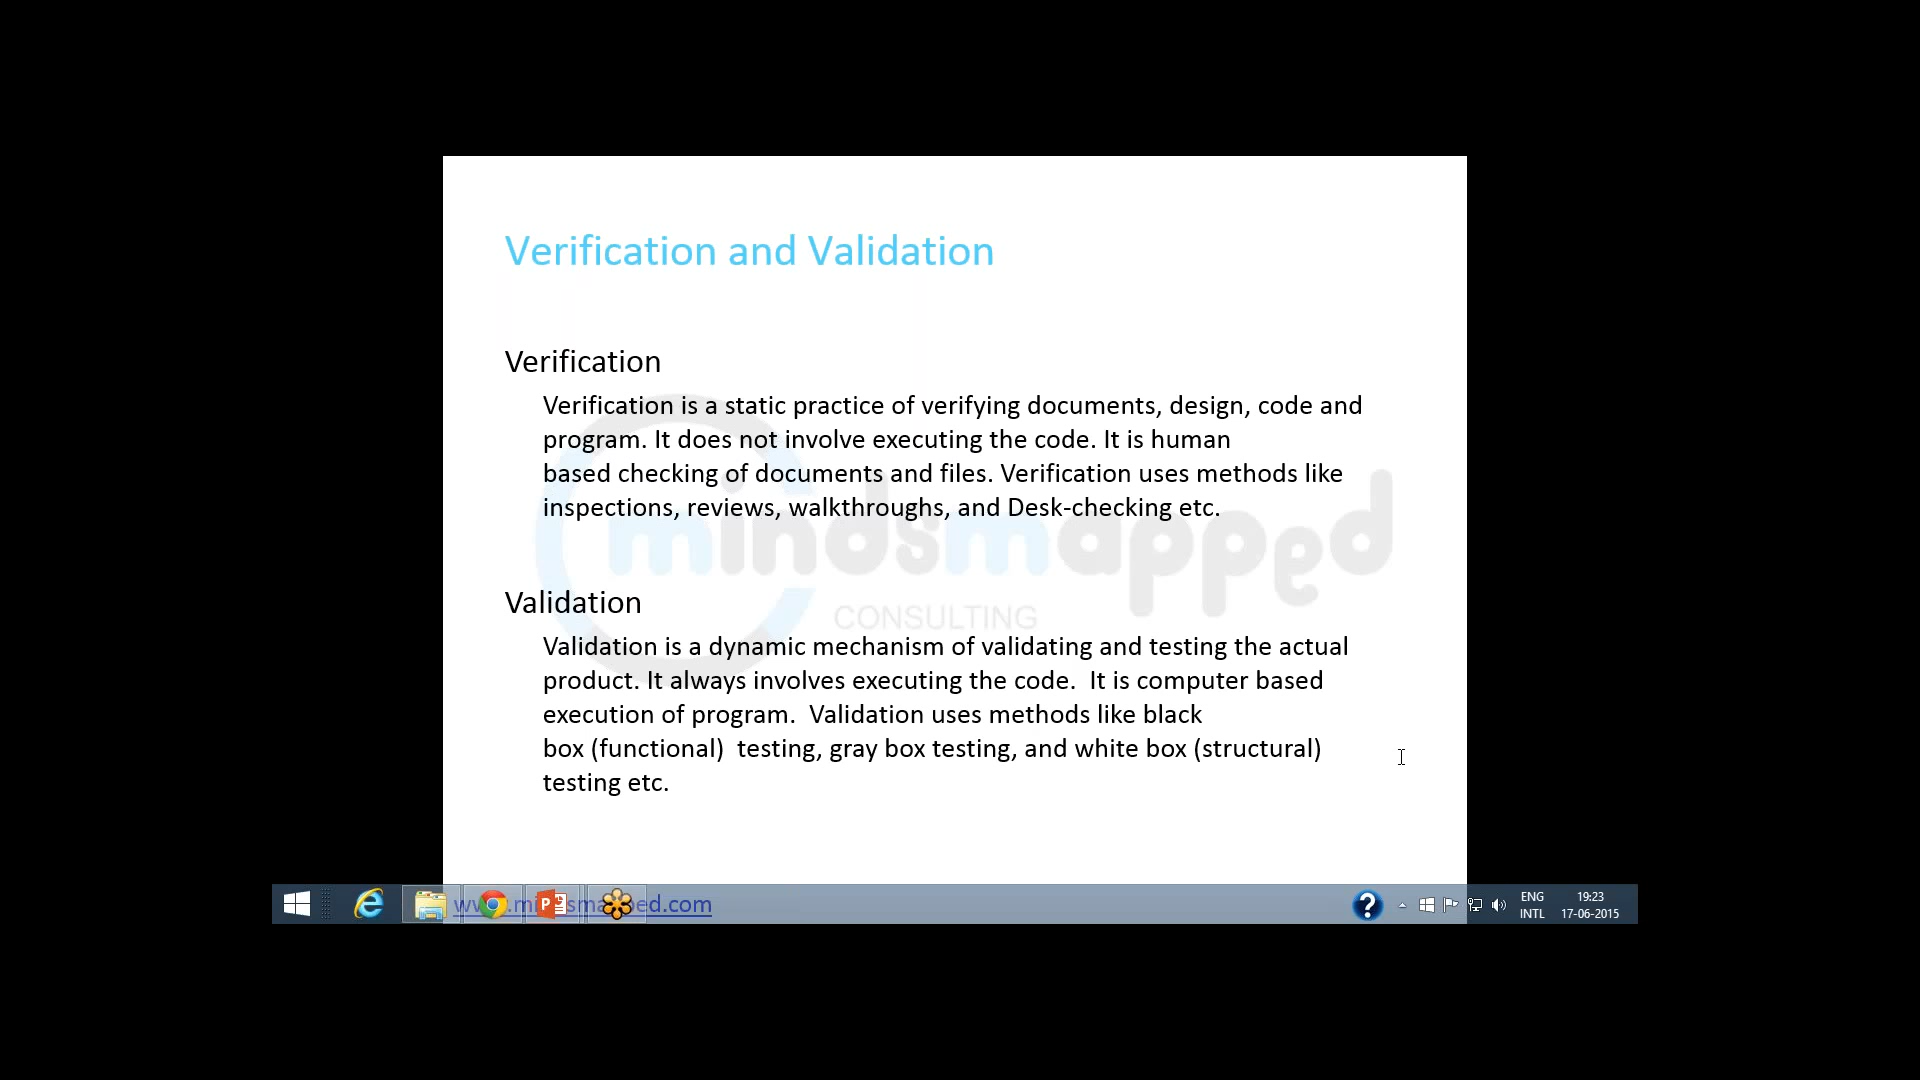 Verification and Validation
Verification
Verification is a static practice of verifying documents, design, code and
program. It does not involve executing the code. It is human
based checking of documents and files. Verification uses methods like
inspections, reviews, walkthroughs, and Desk-checking etc.
mindsmapped
CONSULTING
Validation
Validation is a dynamic mechanism of validating and testing the actual
product. It always involves executing the code.  It is computer based
execution of program.  Validation uses methods like black
box (functional)  testing, gray box testing, and white box (structural)
testing etc.
www.mindsmapped.com
ENG
INTL
19:23
17-06-2015